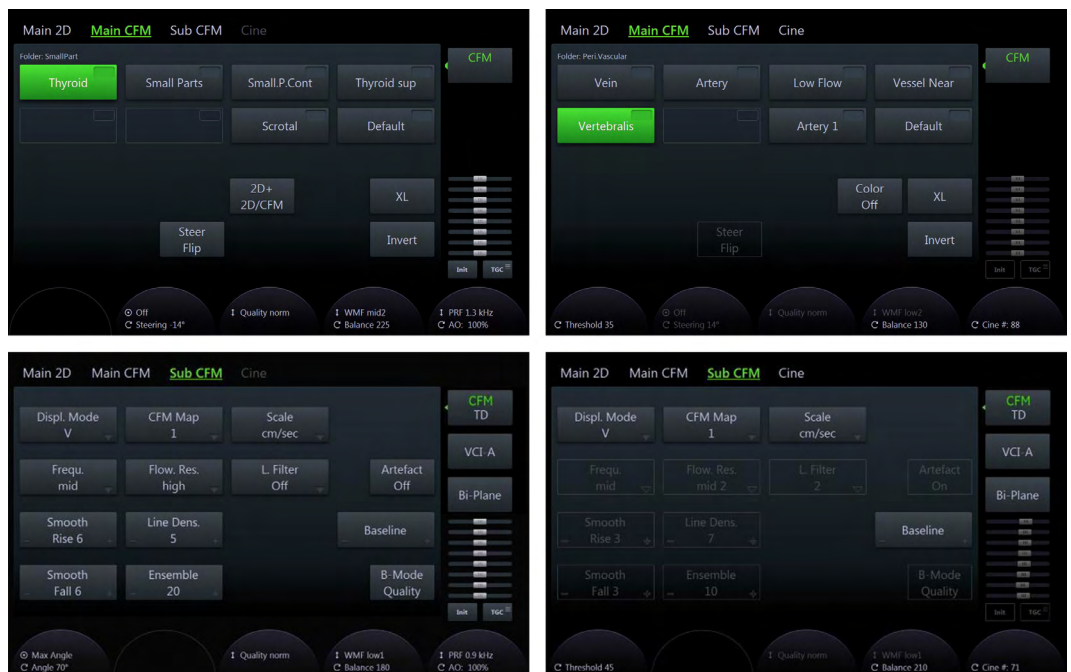 Main 2D Main CFM Sub CFM Cine
Folder: SmallPart
CFM
Thyroid Small Parts Small.P.Cont Thyroid sup
Scrotal Default
2D+
2D/CFM
XL
Steer
Flip
Invert
Init TGC
Off
Steering -14°
Quality norm
WMF mid2
Balance 225
PRF 1.3 kHz
AO: 100%
Main 2D Main CFM Sub CFM Cine
Folder: Peri.Vascular
CFM
Vein Artery Low Flow Vessel Near
Vertebralis Artery 1 Default
Color
Off
XL
Steer
Flip
Invert
Init TGC
Threshold 35
Off
Steering 14°
Quality norm
WMF low2
Balance 130
Cine #: 88
Main 2D Main CFM Sub CFM Cine
CFM
TD
Displ. Mode
V
CFM Map
1
Scale
cm/sec
VCI-A
Frequ.
mid
Flow. Res.
high
L. Filter
Off
Artefact
Off
Bi-Plane
Smooth
Rise 6
Line Dens.
5
Baseline
Smooth
Fall 6
Ensemble
20
B-Mode
Quality
Init TGC
Max Angle
Angle 70°
Quality norm
WMF low1
Balance 180
PRF 0.9 kHz
AO: 100%
Main 2D Main CFM Sub CFM Cine
CFM
TD
Displ. Mode
V
CFM Map
1
Scale
cm/sec
VCI-A
Frequ.
mid
Flow. Res.
mid 2
L. Filter
2
Artefact
On
Bi-Plane
Smooth
Rise 3
Line Dens.
7
Baseline
Smooth
Fall 3
Ensemble
10
B-Mode
Quality
Init TGC
Threshold 45
Quality norm
WMF low1
Balance 210
Cine #: 71